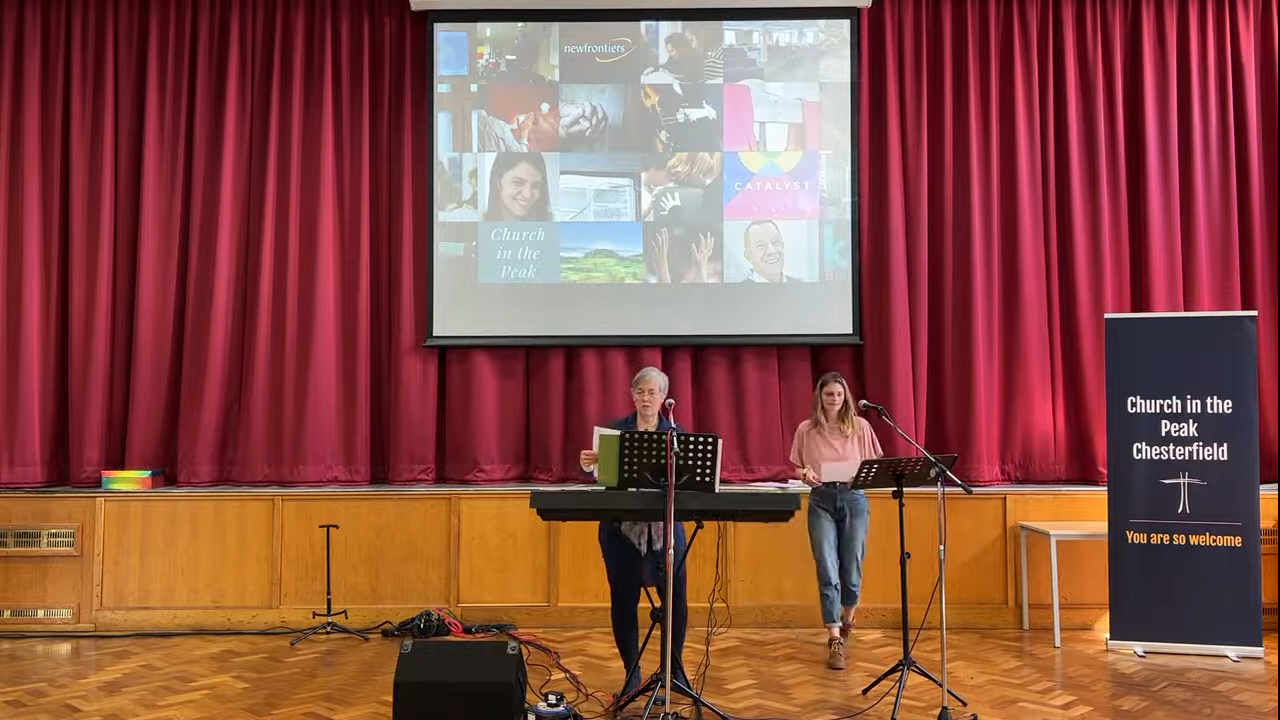 newfrontiers
CATALYST
Church
in the
Peak
Church in the
Peak
Chesterfield
You are so welcome